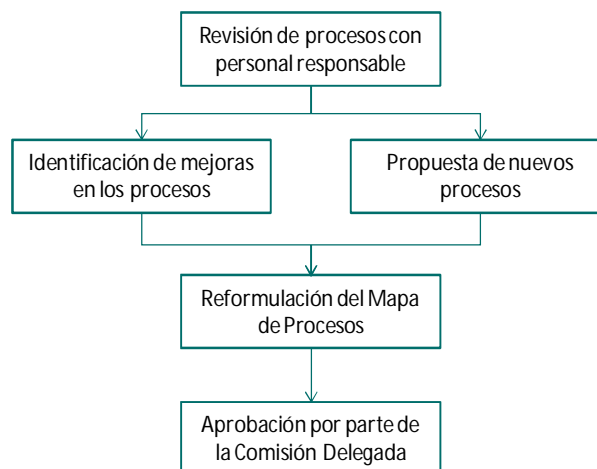 Revisión de procesos con
personal responsable
Identificación de mejoras
en los procesos
Propuesta de nuevos
procesos
Reformulación del Mapa
de Procesos
Aprobación por parte de
la Comisión Delegada